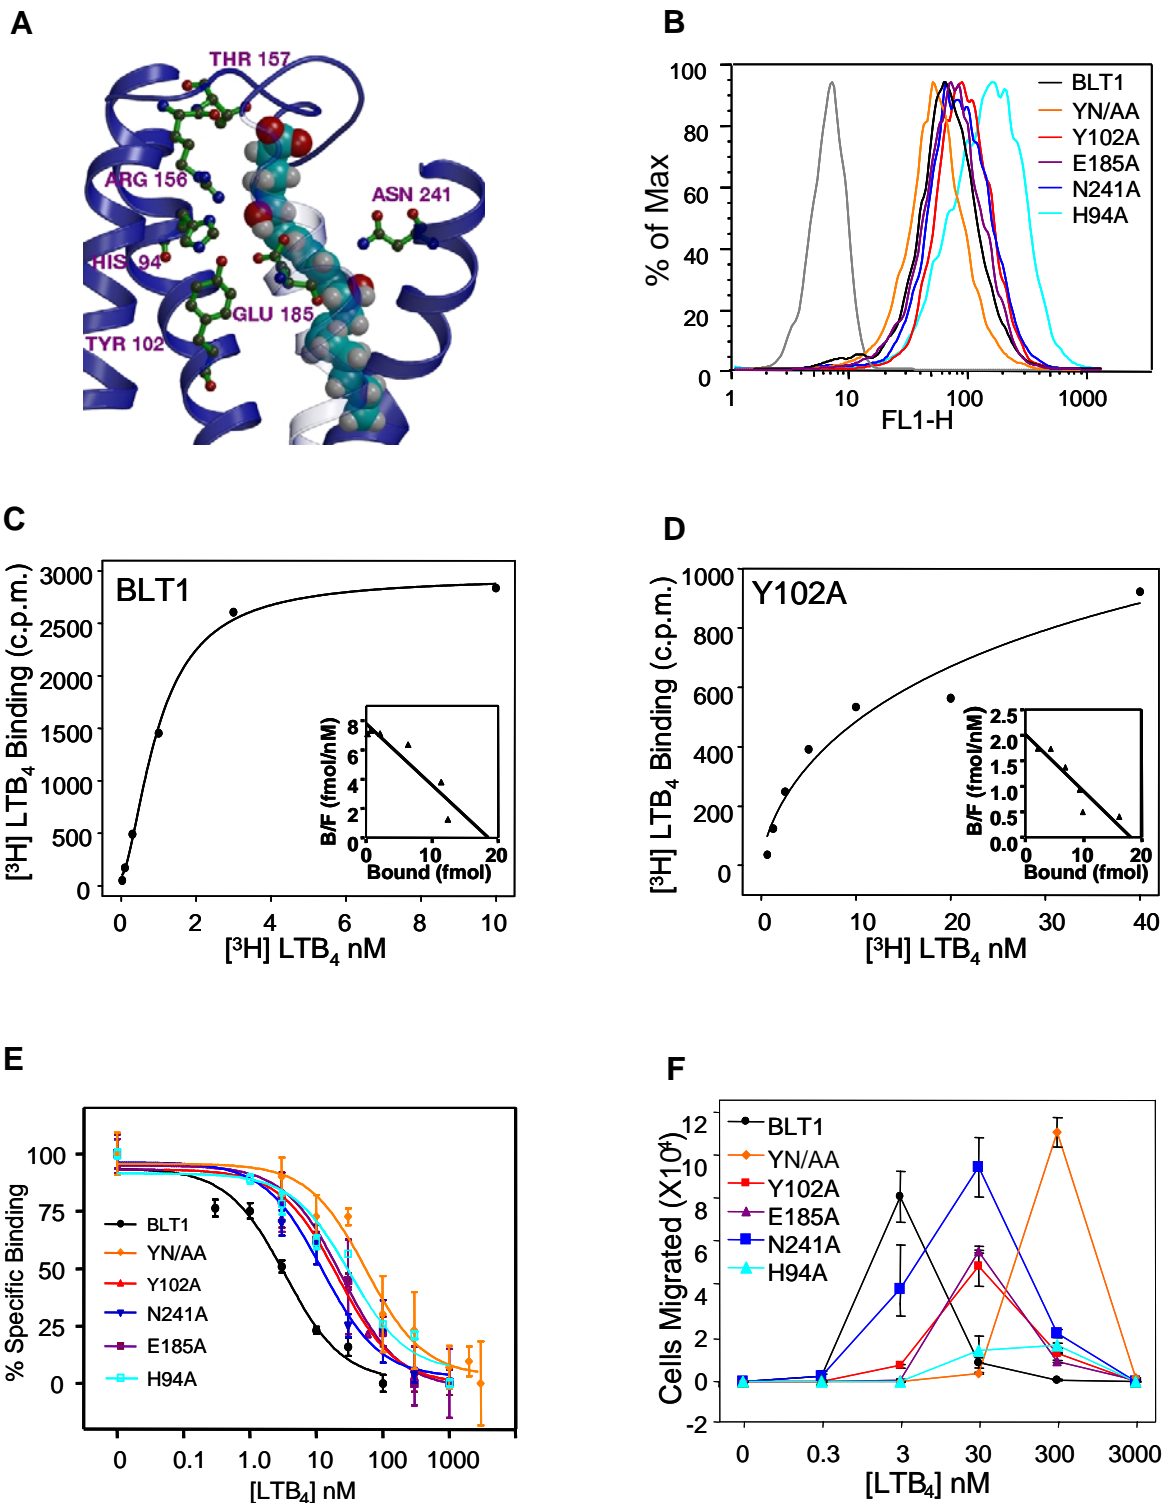 A
THR 157
ARG 156
ASN 241
HIS 94
GLU 185
TYR 102
B
% of Max
100
80
60
40
20
0
1
10
100
1000
FL1-H
BLT1
YN/AA
Y102A
E185A
N241A
H94A
C
BLT1
[³H] LTB₄ Binding (c.p.m.)
3000
2500
2000
1500
1000
500
0
0
2
4
6
8
10
[³H] LTB₄ nM
B/F (fmol/nM)
8
6
4
2
0
0
10
20
Bound (fmol)
D
Y102A
[³H] LTB₄ Binding (c.p.m.)
1000
800
600
400
200
0
0
10
20
30
40
[³H] LTB₄ nM
B/F (fmol/nM)
2.5
2.0
1.5
1.0
0.5
0.0
0
10
20
Bound (fmol)
E
% Specific Binding
100
75
50
25
0
BLT1
YN/AA
Y102A
N241A
E185A
H94A
0
0.1
1.0
10
100
1000
[LTB₄] nM
F
Cells Migrated (X10⁴)
12
10
8
6
4
2
0
-2
BLT1
YN/AA
Y102A
E185A
N241A
H94A
0
0.3
3
30
300
3000
[LTB₄] nM